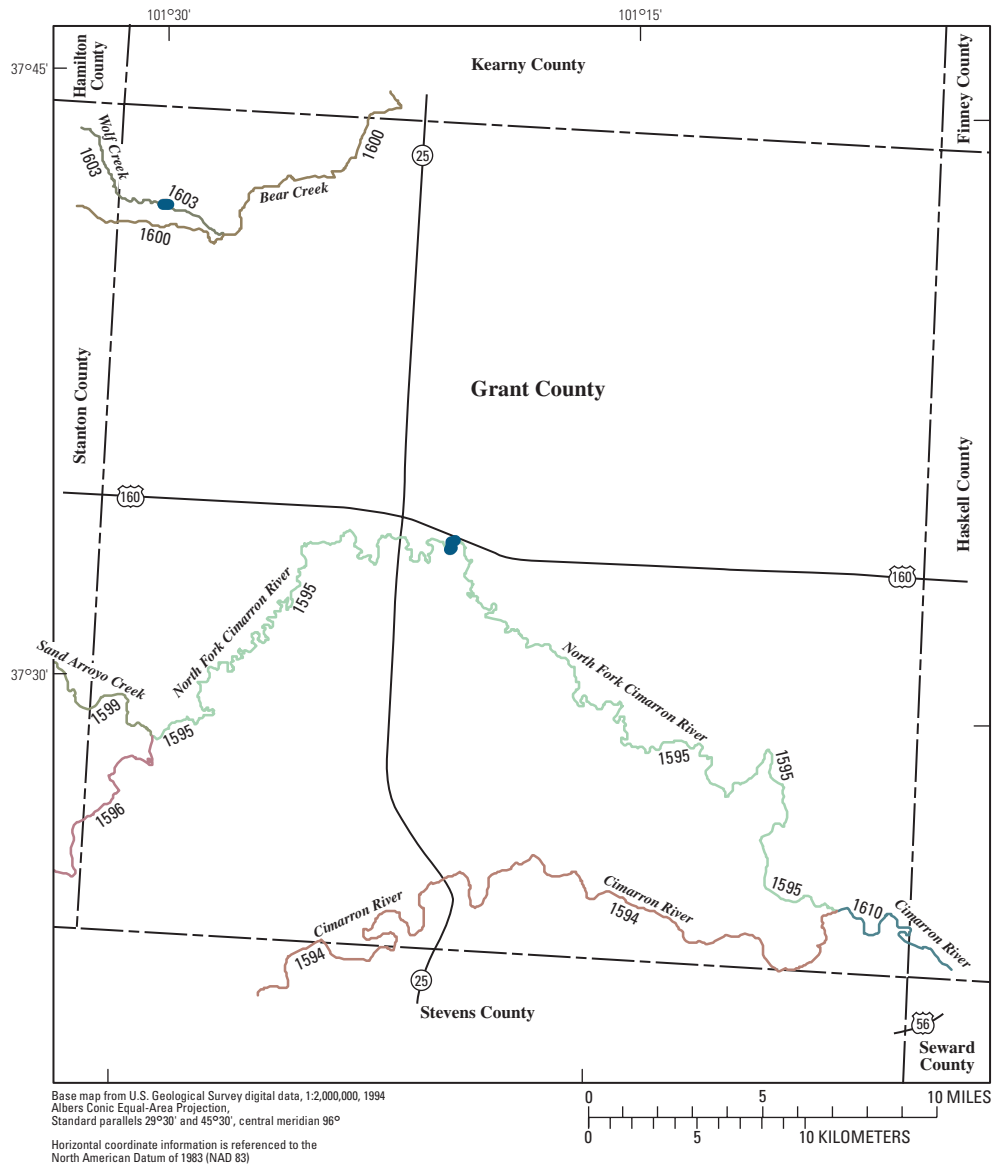 101°30'
101°15'
37°45'
Hamilton
County
Kearny County
Finney County
Wolf Creek
1603
1603
1600
25
Bear Creek
1600
Stanton County
Grant County
Haskell County
160
160
North Fork Cimarron River
1595
Sand Arroyo Creek
37°30'
1599
1595
North Fork Cimarron River
1595
1595
1596
1595
Cimarron River
1594
Cimarron River
1594
1610
Cimarron River
25
Stevens County
56
Seward
County
Base map from U.S. Geological Survey digital data, 1:2,000,000, 1994
Albers Conic Equal-Area Projection,
Standard parallels 29°30' and 45°30', central meridian 96°
Horizontal coordinate information is referenced to the
North American Datum of 1983 (NAD 83)
0 5 10 MILES
0 5 10 KILOMETERS